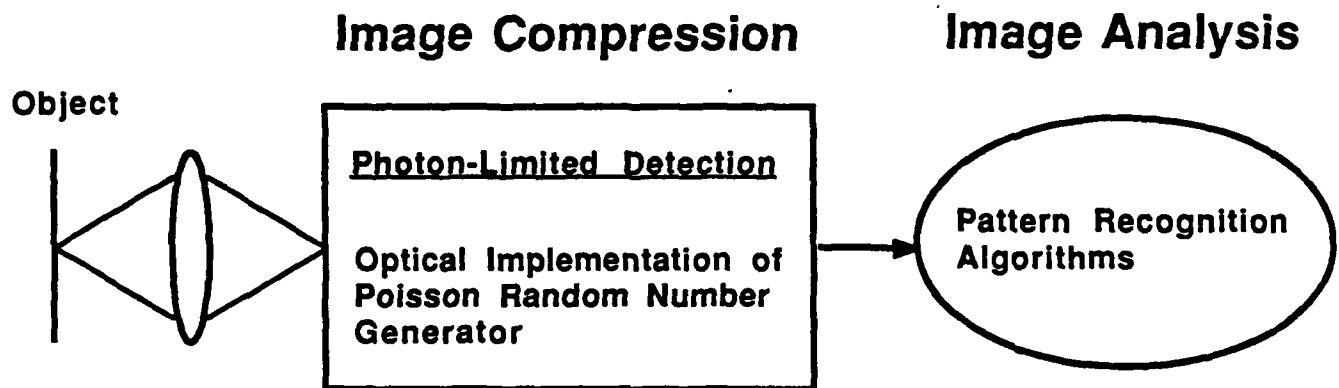 Image Compression
Image Analysis
Object
Photon-Limited Detection
Optical Implementation of
Poisson Random Number
Generator
Pattern Recognition
Algorithms